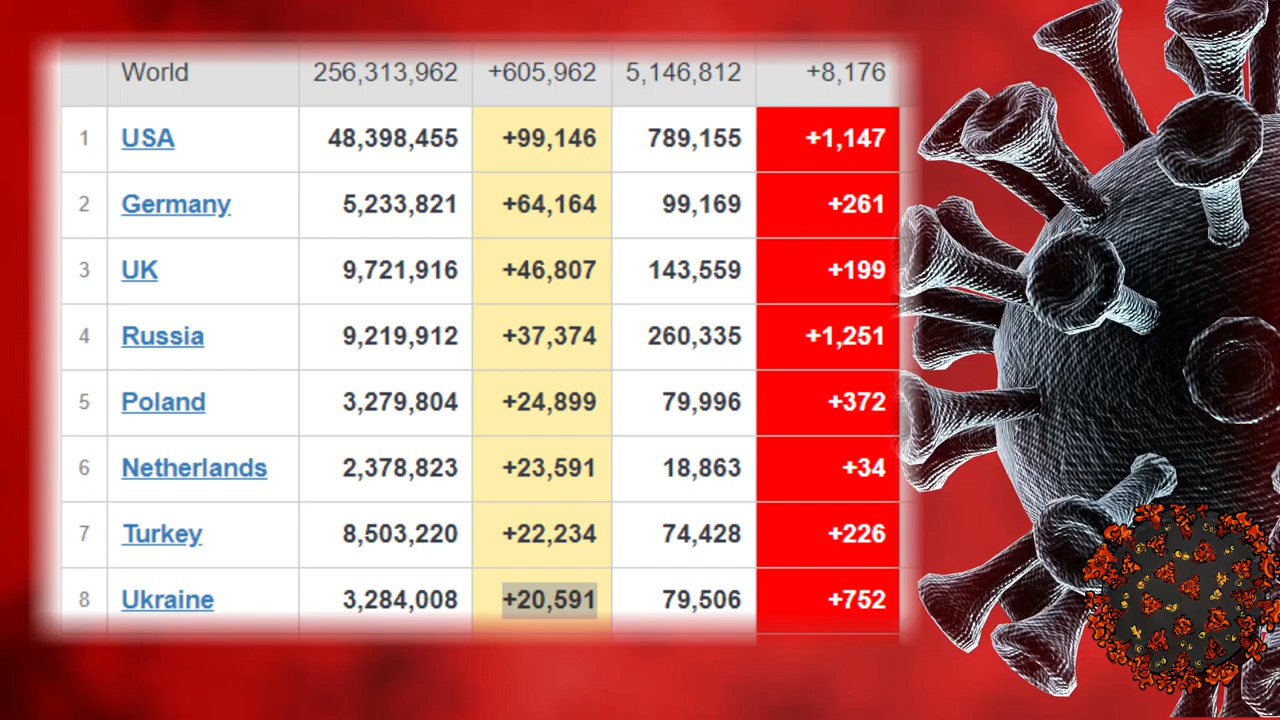 World 256,313,962 +605,962 5,146,812 +8,176
1 USA 48,398,455 +99,146 789,155 +1,147
2 Germany 5,233,821 +64,164 99,169 +261
3 UK 9,721,916 +46,807 143,559 +199
4 Russia 9,219,912 +37,374 260,335 +1,251
5 Poland 3,279,804 +24,899 79,996 +372
6 Netherlands 2,378,823 +23,591 18,863 +34
7 Turkey 8,503,220 +22,234 74,428 +226
8 Ukraine 3,284,008 +20,591 79,506 +752